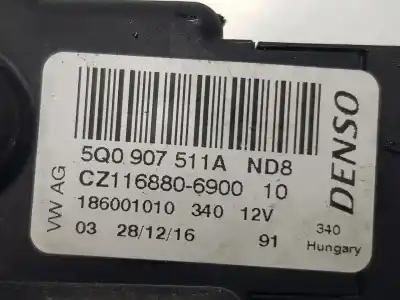 5Q0 907 511A ND8
CZ116880-6900 10
186001010 340 12V
03 28/12/16 91
VW AG
DENSO
340
Hungary